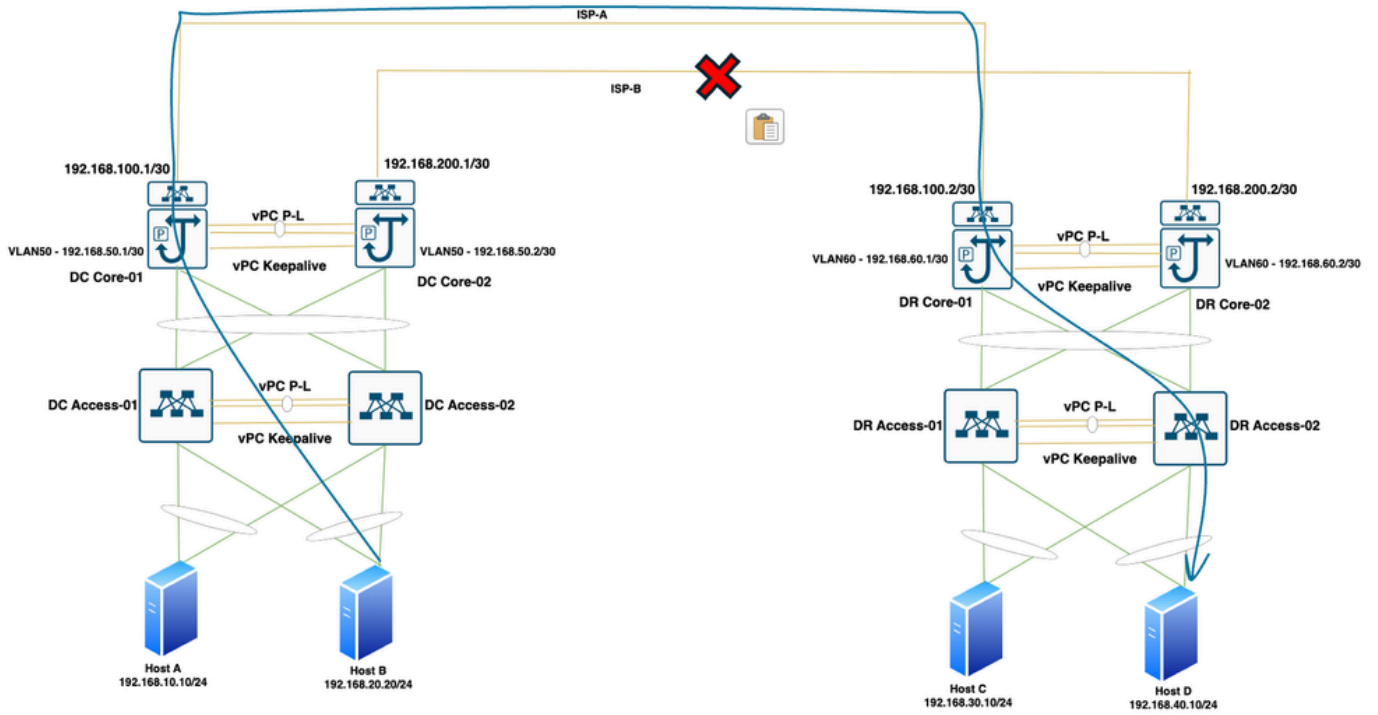 ISP-A
ISP-B
192.168.100.1/30
192.168.200.1/30
192.168.100.2/30
192.168.200.2/30
vPC P-L
P
P
VLAN50 - 192.168.50.1/30
VLAN50 - 192.168.50.2/30
vPC Keepalive
DC Core-01
DC Core-02
vPC P-L
P
P
VLAN60 - 192.168.60.1/30
VLAN60 - 192.168.60.2/30
vPC Keepalive
DR Core-01
DR Core-02
vPC P-L
DC Access-01
DC Access-02
vPC Keepalive
vPC P-L
DR Access-01
DR Access-02
vPC Keepalive
Host A
192.168.10.10/24
Host B
192.168.20.20/24
Host C
192.168.30.10/24
Host D
192.168.40.10/24